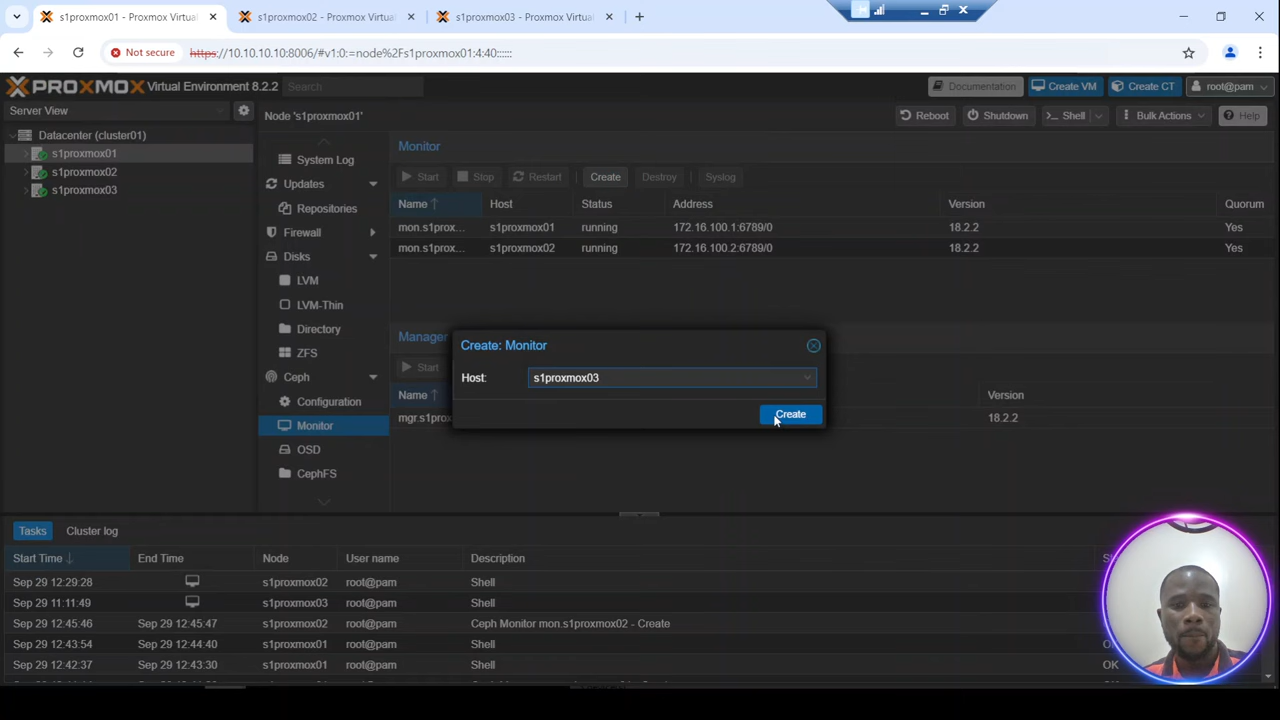 s1proxmox01 - Proxmox Virtual
s1proxmox02 - Proxmox Virtual
s1proxmox03 - Proxmox Virtual
Not secure
https://10.10.10.10:8006/#v1:0:=node%2Fs1proxmox01:4:40::::::
PROXMOX Virtual Environment 8.2.2
Search
Documentation
Create VM
Create CT
root@pam
Server View
Node 's1proxmox01'
Reboot
Shutdown
Shell
Bulk Actions
Help
Datacenter (cluster01)
s1proxmox01
s1proxmox02
s1proxmox03
System Log
Updates
Repositories
Firewall
Disks
LVM
LVM-Thin
Directory
ZFS
Ceph
Configuration
Monitor
OSD
CephFS
Monitor
Start Stop Restart Create Destroy Syslog
Name Host Status Address Version Quorum
mon.s1prox... s1proxmox01 running 172.16.100.1:6789/0 18.2.2 Yes
mon.s1prox... s1proxmox02 running 172.16.100.2:6789/0 18.2.2 Yes
Manager
Start
Name Version
mgr.s1prox 18.2.2
Create: Monitor
Host: s1proxmox03
Create
Tasks Cluster log
Start Time End Time Node User name Description
Sep 29 12:29:28 s1proxmox02 root@pam Shell
Sep 29 11:11:49 s1proxmox03 root@pam Shell
Sep 29 12:45:46 Sep 29 12:45:47 s1proxmox02 root@pam Ceph Monitor mon.s1proxmox02 - Create
Sep 29 12:43:54 Sep 29 12:44:40 s1proxmox01 root@pam Shell
Sep 29 12:42:37 Sep 29 12:43:30 s1proxmox01 root@pam Shell OK